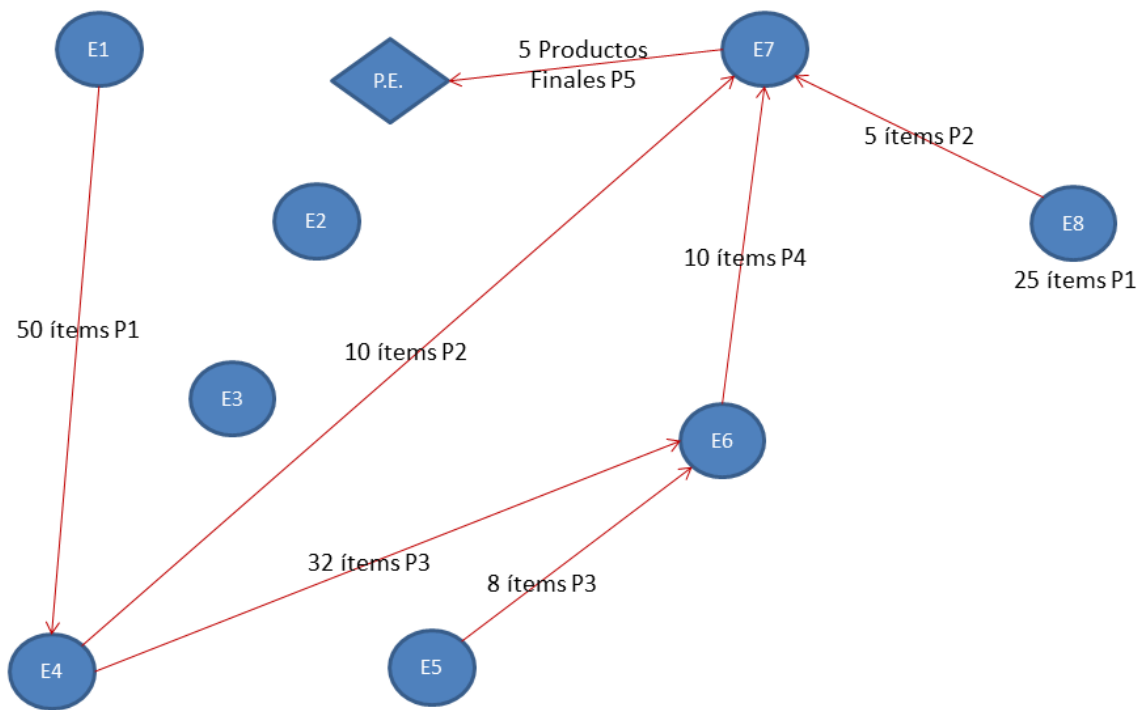 E1
P.E.
5 Productos
Finales P5
E7
5 ítems P2
E2
E8
10 ítems P4
25 ítems P1
50 ítems P1
10 ítems P2
E3
E6
32 ítems P3
8 ítems P3
E4
E5